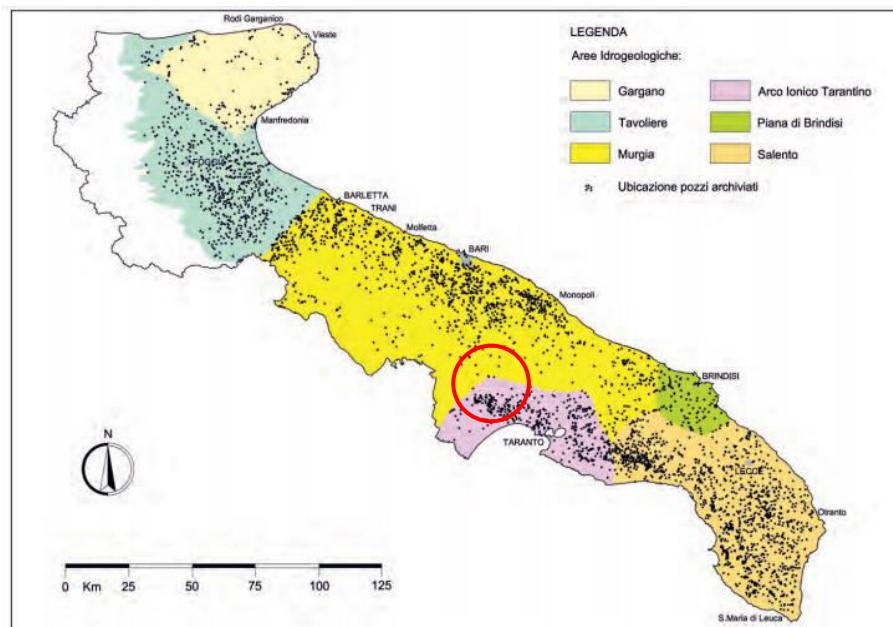 Rodi Garganico
Vieste
Manfredonia
FOGGIA
BARLETTA
TRANI
Molfetta
BARI
Monopoli
BRINDISI
TARANTO
LECCE
Otranto
S.Maria di Leuca
LEGENDA
Aree Idrogeologiche:
Gargano
Arco Ionico Tarantino
Tavoliere
Piana di Brindisi
Murgia
Salento
Ubicazione pozzi archiviati
N
0 Km 25 50 75 100 125